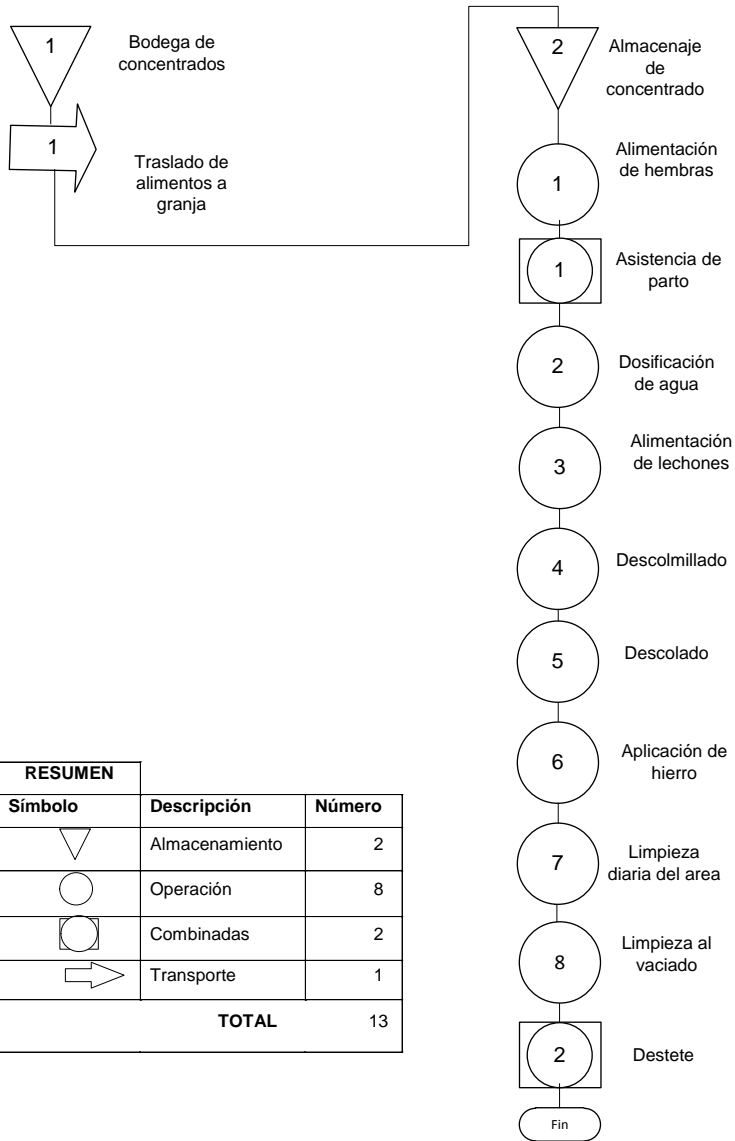 1
Bodega de
concentrados
1
Traslado de
alimentos a
granja
2
Almacenaje
de
concentrado
1
Alimentación
de hembras
1
Asistencia de
parto
2
Dosificación
de agua
3
Alimentación
de lechones
4
Descolmillado
5
Descolado
6
Aplicación de
hierro
7
Limpieza
diaria del area
8
Limpieza al
vaciado
2
Destete
Fin
RESUMEN
Símbolo Descripción Número
Almacenamiento 2
Operación 8
Combinadas 2
Transporte 1
TOTAL 13